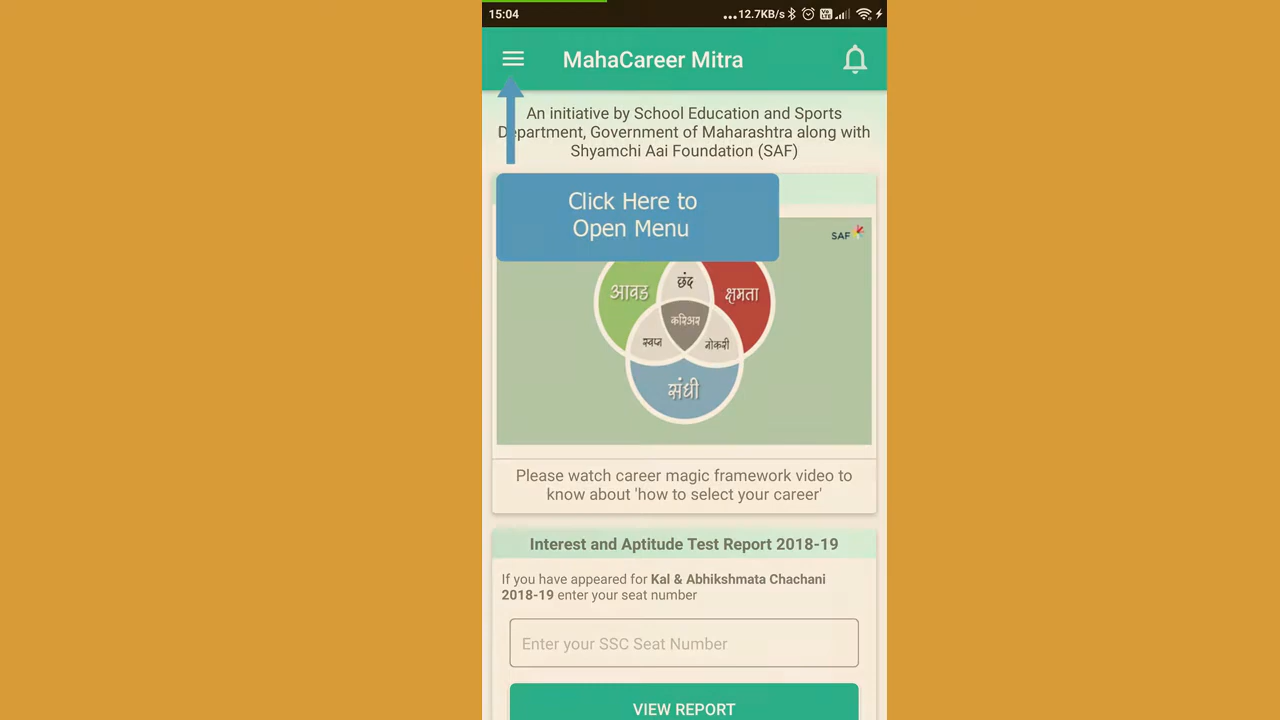 15:04
...12.7KB/s
MahaCareer Mitra
An initiative by School Education and Sports
Department, Government of Maharashtra along with
Shyamchi Aai Foundation (SAF)
Click Here to
Open Menu
SAF
आवड
छंद
क्षमता
करिअर
स्वप्न
नोकरी
संधी
Please watch career magic framework video to
know about 'how to select your career'
Interest and Aptitude Test Report 2018-19
If you have appeared for Kal & Abhikshmata Chachani
2018-19 enter your seat number
Enter your SSC Seat Number
VIEW REPORT